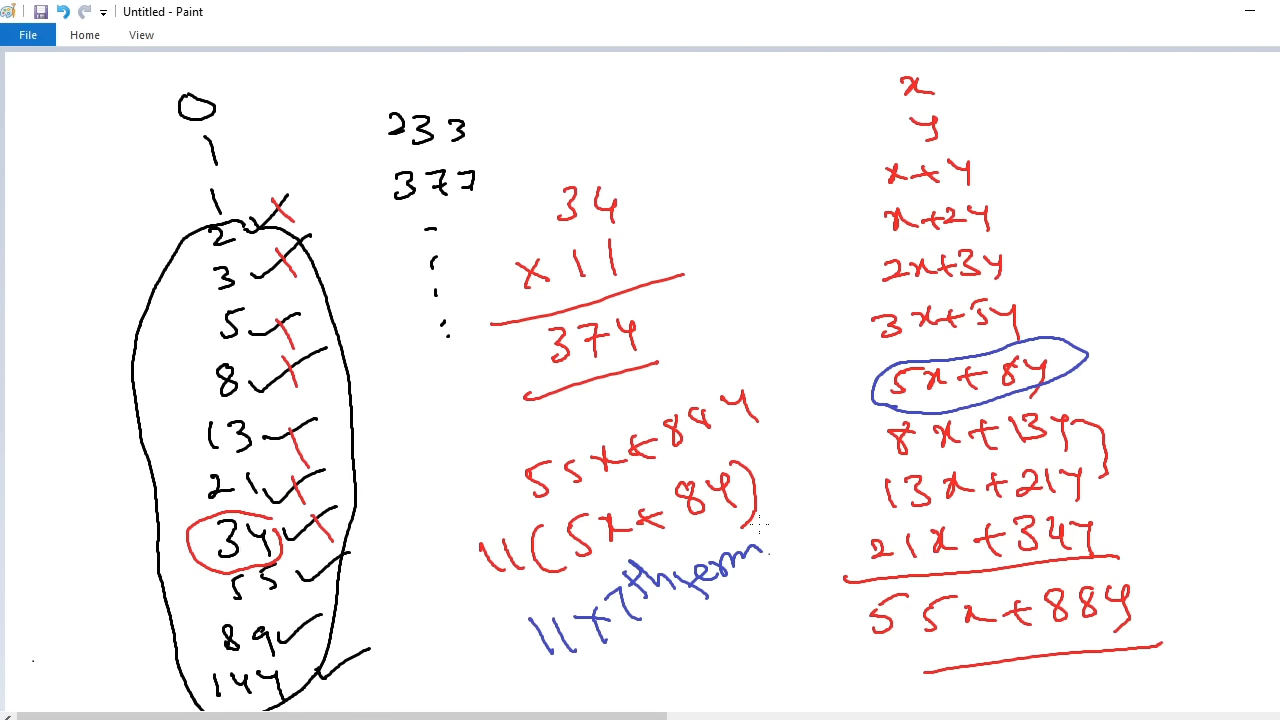 Untitled - Paint
File Home View
0
1
1
2
3
5
8
13
21
34
55
89
144
233
377
34
x 11
374
55x + 88y
11(5x + 8y)
11 x 7th term
x
y
x+y
x+2y
2x+3y
3x+5y
5x+8y
8x+13y
13x+21y
21x+34y
55x+88y